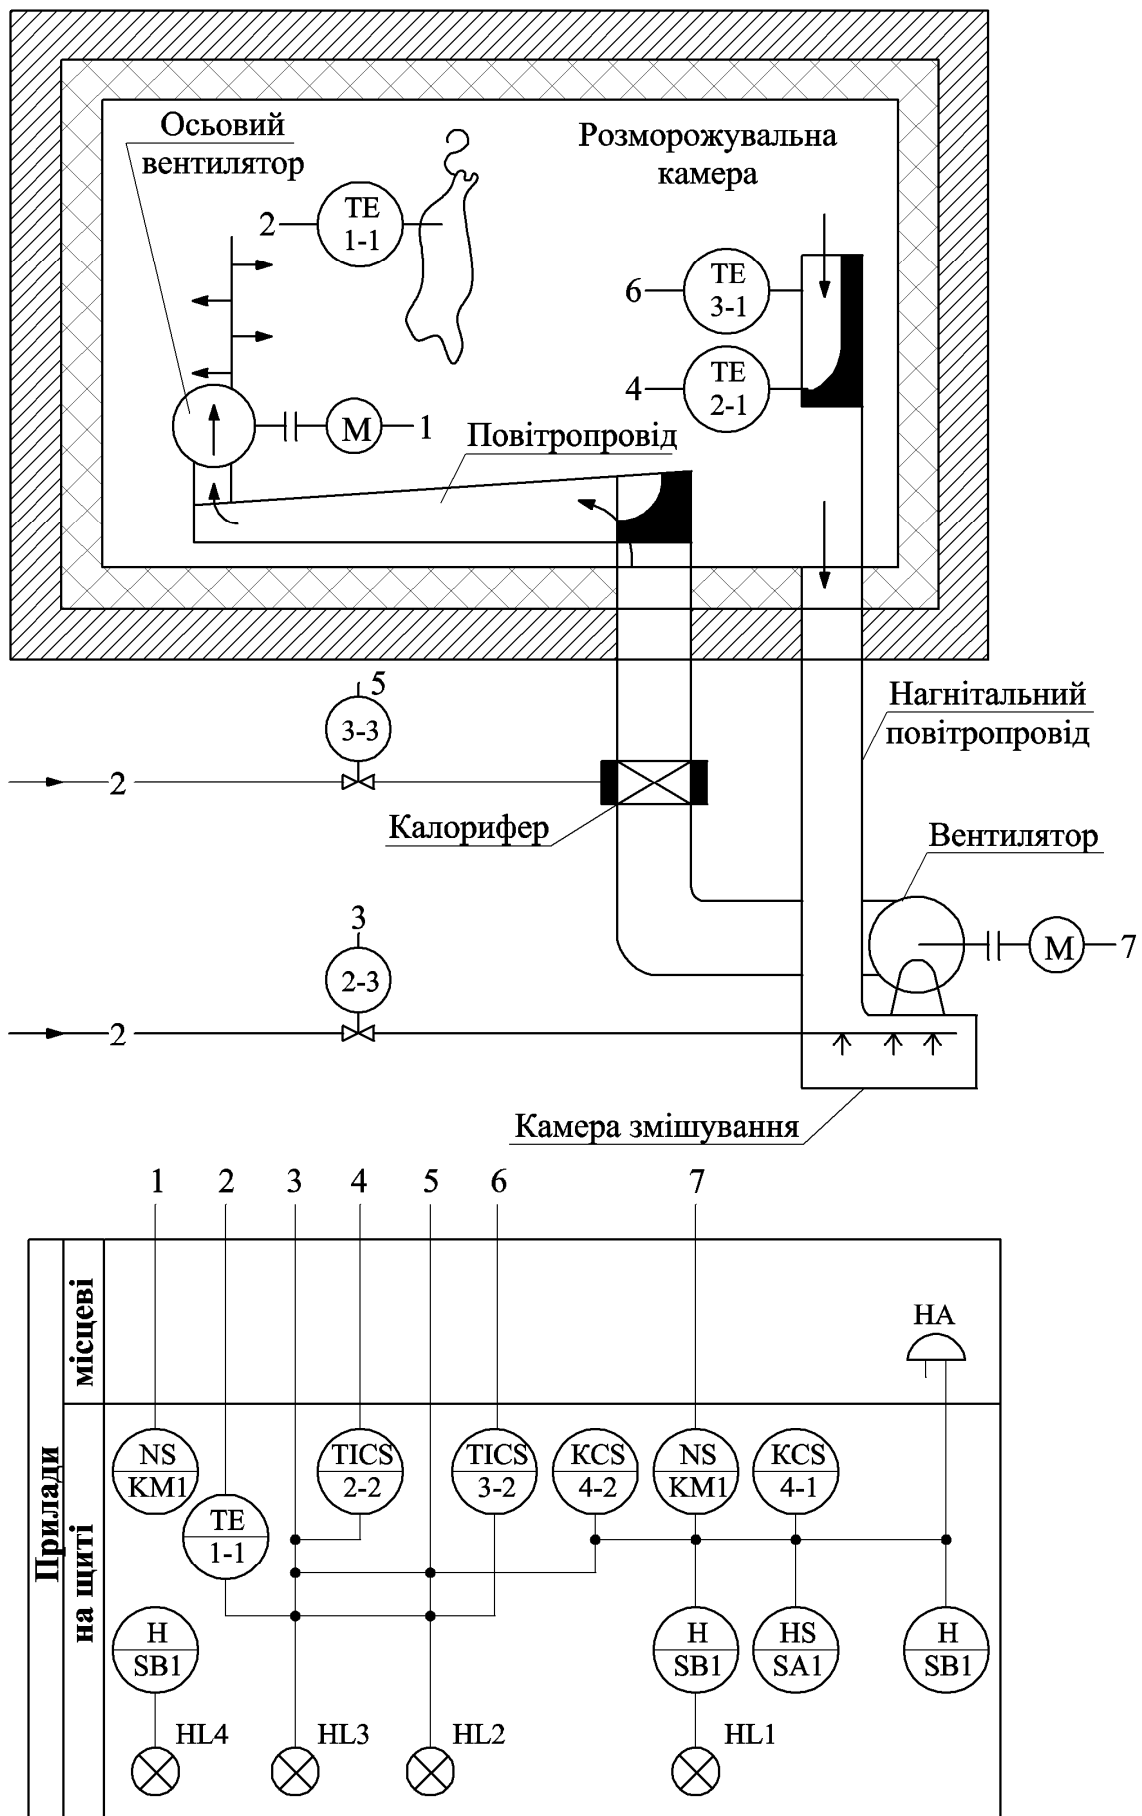 Осьовий
вентилятор
Розморожувальна
камера
2
TE
1-1
6
TE
3-1
4
TE
2-1
M
1
Повітропровід
5
3-3
2
Нагнітальний
повітропровід
Калорифер
Вентилятор
3
2-3
M
7
2
Камера змішування
1 2 3 4 5 6 7
Прилади
місцеві
на щиті
HA
NS
KM1
TE
1-1
TICS
2-2
TICS
3-2
KCS
4-2
NS
KM1
KCS
4-1
H
SB1
H
SB1
HS
SA1
H
SB1
HL4
HL3
HL2
HL1